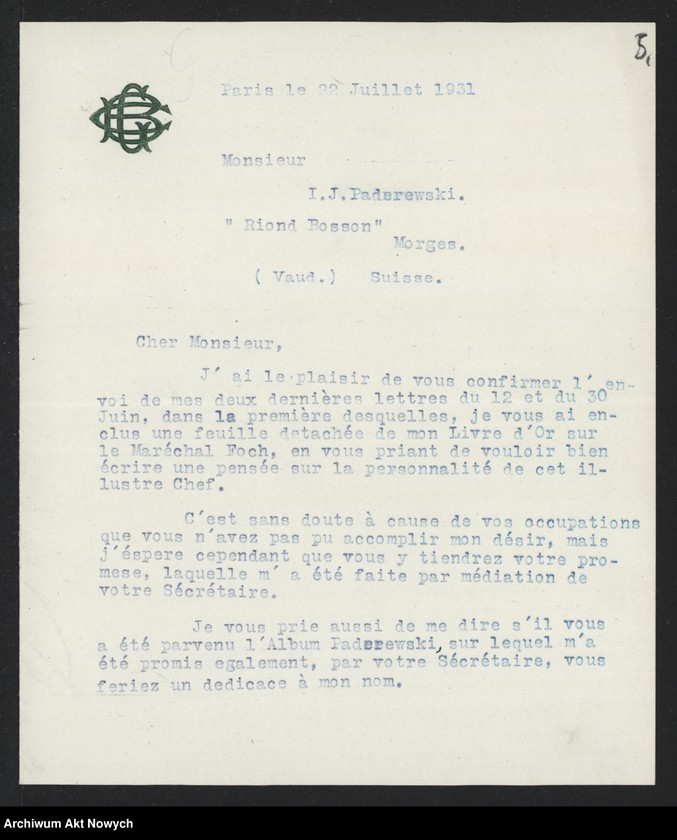 5.
Paris le 22 Juillet 1931
Monsieur
I.J.Paderewski.
" Riond Bosson"
Morges.
( Vaud.) Suisse.
Cher Monsieur,
J' ai le plaisir de vous confirmer l' en-
voi de mes deux dernières lettres du 12 et du 30
Juin, dans la première desquelles, je vous ai en-
clus une feuille detachée de mon Livre d'Or sur
le Maréchal Foch, en vous priant de vouloir bien
écrire une pensée sur la personnalité de cet il-
lustre Chef.
C'est sans doute à cause de vos occupations
que vous n'avez pas pu accomplir mon désir, mais
j'éspere cependant que vous y tiendrez votre pro-
mese, laquelle m' a été faite par médiation de
votre Sécrétaire.
Je vous prie aussi de me dire s'il vous
a été parvenu l'Album Paderewski, sur lequel m'a
été promis egalement, par votre Sécrétaire, vous
feriez un dedicace à mon nom.
Archiwum Akt Nowych